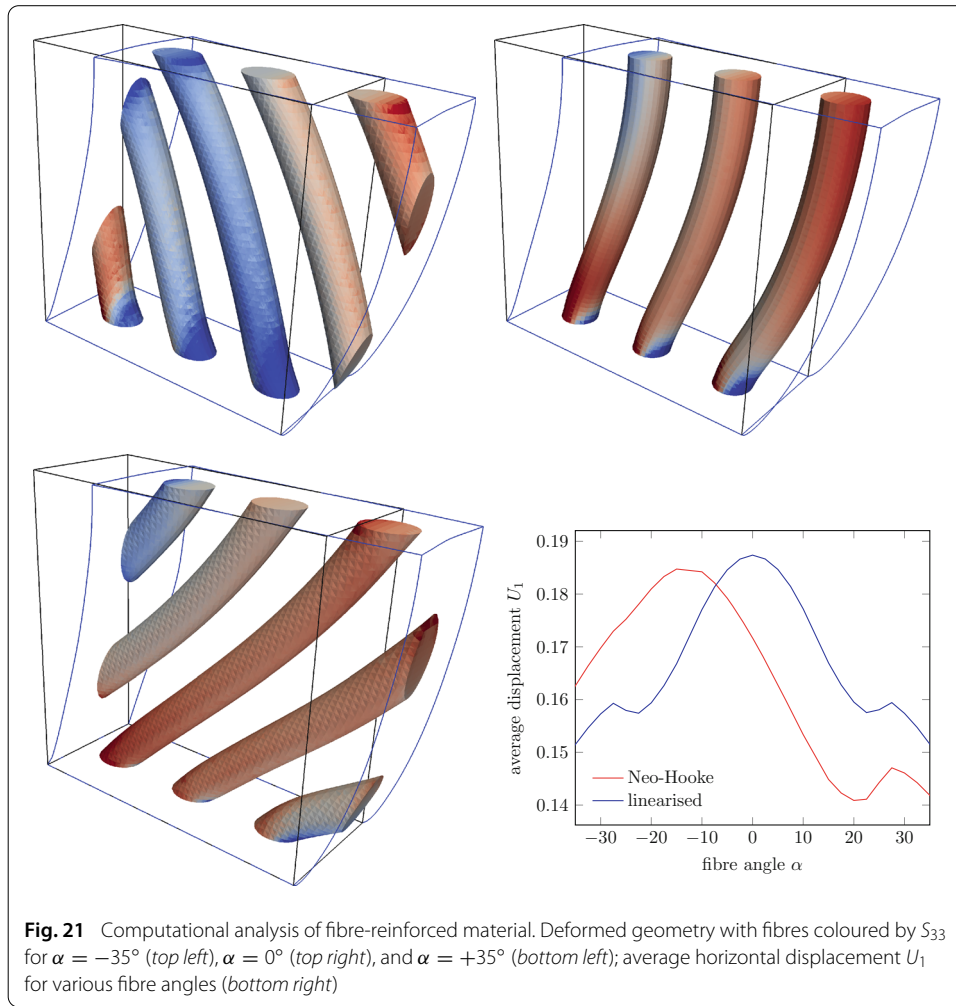 0.19
0.18
0.17
0.16
0.15
0.14
−30 −20 −10 0 10 20 30
average displacement U₁
fibre angle α
Neo-Hooke
linearised
Fig. 21 Computational analysis of fibre-reinforced material. Deformed geometry with fibres coloured by S₃₃
for α = −35° (top left), α = 0° (top right), and α = +35° (bottom left); average horizontal displacement U₁
for various fibre angles (bottom right)